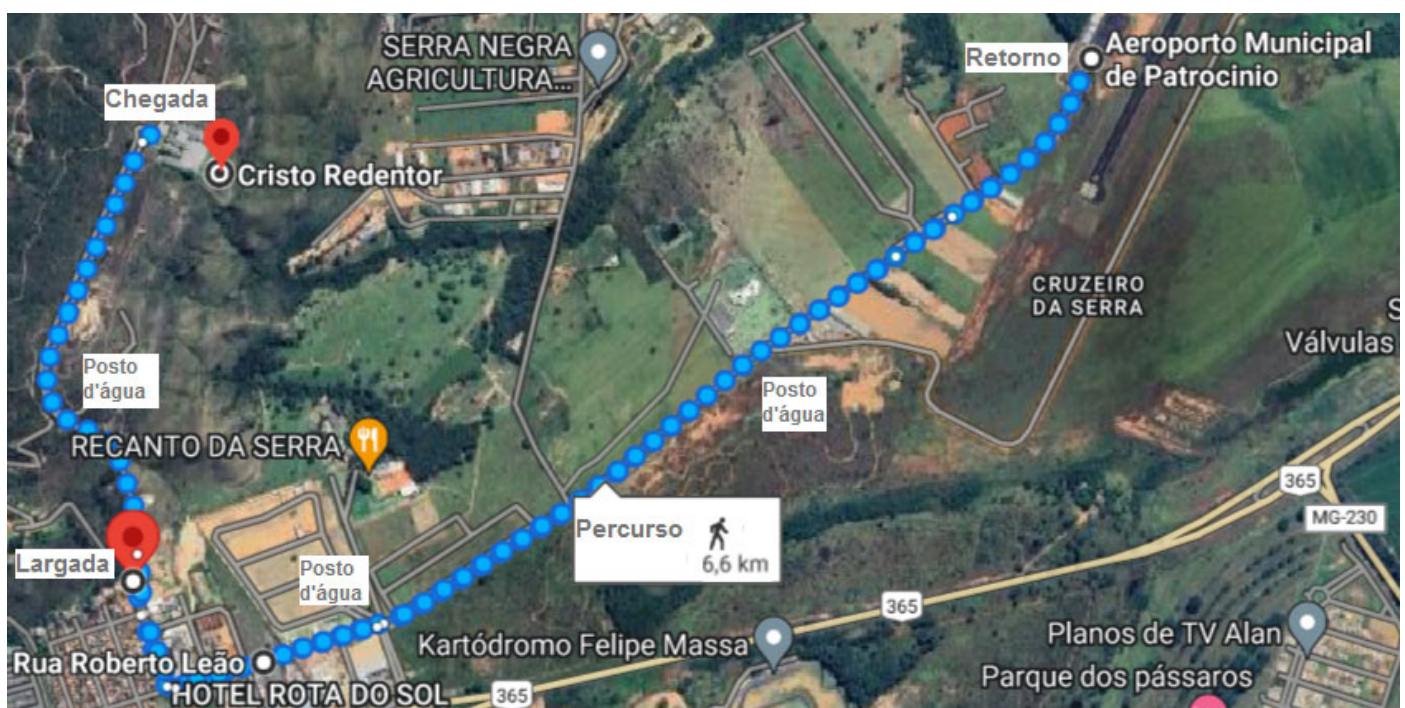 SERRA NEGRA
AGRICULTURA...
Retorno
Aeroporto Municipal
de Patrocinio
Chegada
Cristo Redentor
CRUZEIRO
DA SERRA
S
Válvulas
Posto
d'água
Posto
d'água
RECANTO DA SERRA
365
MG-230
Percurso
6,6 km
Largada
Posto
d'água
365
Kartódromo Felipe Massa
Planos de TV Alan
Rua Roberto Leão
Parque dos pássaros
HOTEL ROTA DO SOL
365